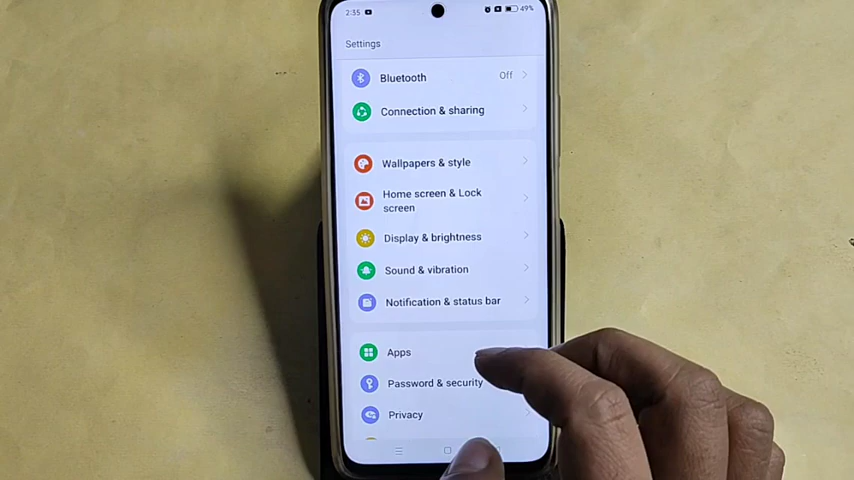 2:35 49%
Settings
Bluetooth Off
Connection & sharing
Wallpapers & style
Home screen & Lock
screen
Display & brightness
Sound & vibration
Notification & status bar
Apps
Password & security
Privacy